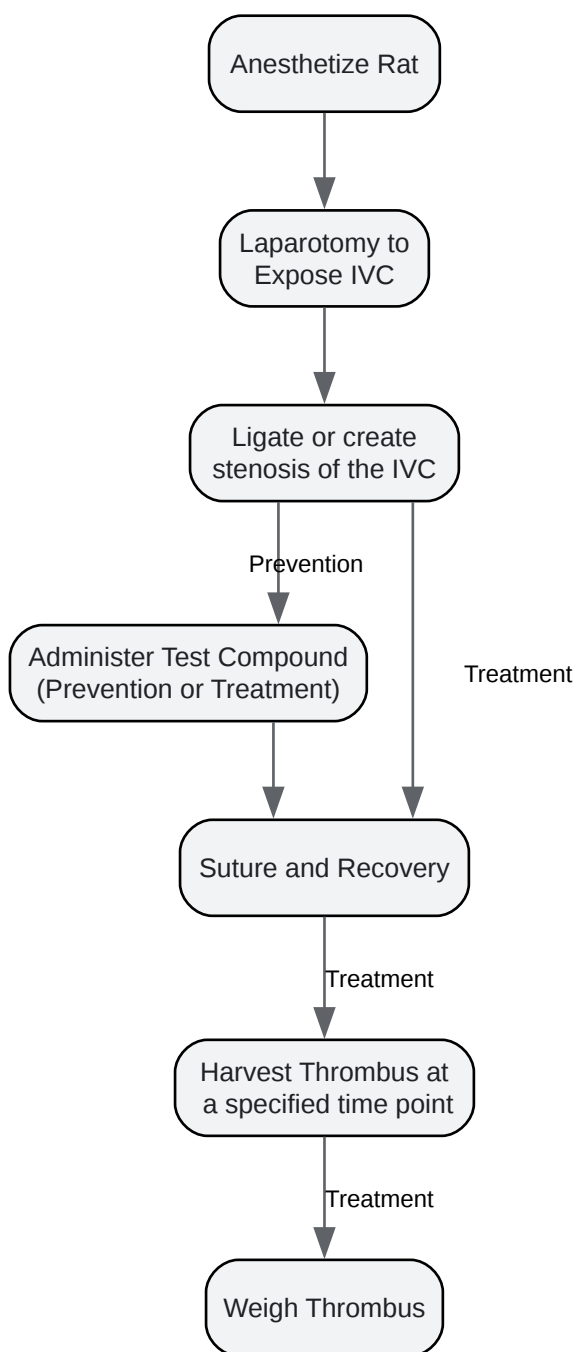 Anesthetize Rat
Laparotomy to
Expose IVC
Ligate or create
stenosis of the IVC
Prevention
Administer Test Compound
(Prevention or Treatment)
Treatment
Suture and Recovery
Treatment
Harvest Thrombus at
a specified time point
Treatment
Weigh Thrombus